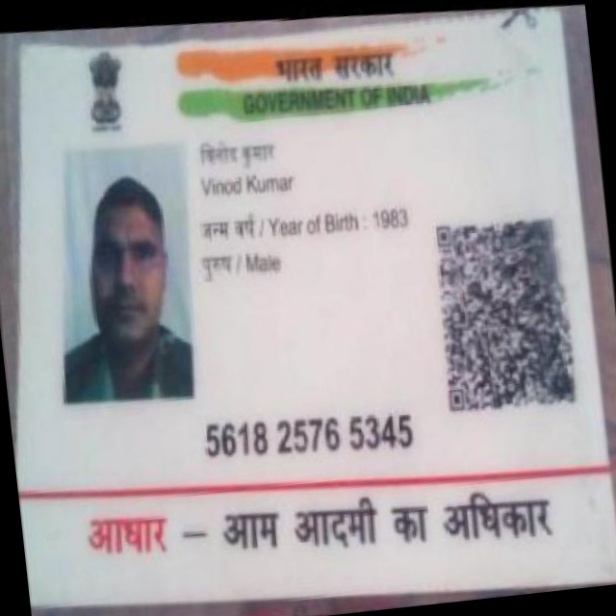 भारत सरकार
GOVERNMENT OF INDIA
विनोद कुमार
Vinod Kumar
जन्म वर्ष / Year of Birth : 1983
पुरुष / Male
5618 2576 5345
आधार – आम आदमी का अधिकार